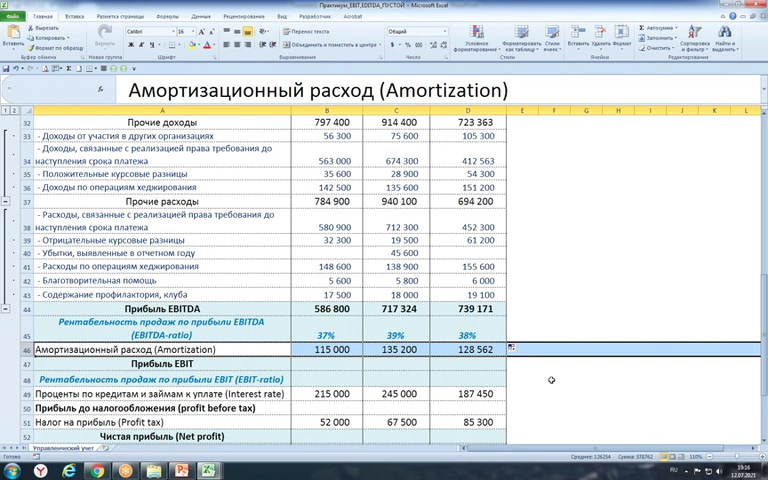 Практикум_EBIT_EDITDA_ПУСТОЙ - Microsoft Excel
Файл Главная Вставка Разметка страницы Формулы Данные Рецензирование Вид Разработчик Acrobat
Вставить Вырезать Копировать Формат по образцу Буфер обмена
Новая группа
Calibri 16 Шрифт
Перенос текста Объединить и поместить в центре Выравнивание
Общий Число
Условное форматирование Форматировать как таблицу Стили ячеек Стили
Вставить Удалить Формат Ячейки
Автосумма Заполнить Очистить Сортировка и фильтр Найти и выделить Редактирование
fx Амортизационный расход (Amortization)
1 2 A B C D E F G H I J K L
32 Прочие доходы 797 400 914 400 723 363
33 - Доходы от участия в других организациях 56 300 75 600 105 300
- Доходы, связанные с реализацией права требования до
34 наступления срока платежа 563 000 674 300 412 563
35 - Положительные курсовые разницы 35 600 28 900 54 300
36 - Доходы по операциям хеджирования 142 500 135 600 151 200
37 Прочие расходы 784 900 940 100 694 200
- Расходы, связанные с реализацией права требования до
38 наступления срока платежа 580 900 712 300 452 300
39 - Отрицательные курсовые разницы 32 300 19 500 61 200
40 - Убытки, выявленные в отчетном году 45 600
41 - Расходы по операциям хеджирования 148 600 138 900 155 600
42 - Благотворительная помощь 5 600 5 800 6 000
43 - Содержание профилактория, клуба 17 500 18 000 19 100
44 Прибыль EBITDA 586 800 717 324 739 171
Рентабельность продаж по прибыли EBITDA
45 (EBITDA-ratio) 37% 39% 38%
46 Амортизационный расход (Amortization) 115 000 135 200 128 562
47 Прибыль EBIT
48 Рентабельность продаж по прибыли EBIT (EBIT-ratio)
49 Проценты по кредитам и займам к уплате (Interest rate) 215 000 245 000 187 450
50 Прибыль до налогообложения (profit before tax)
51 Налог на прибыль (Profit tax) 52 000 67 500 85 300
52 Чистая прибыль (Net profit)
Управленческий учет
Готово Среднее: 126254 Сумма: 378762 110%
RU 19:16
12.07.2021